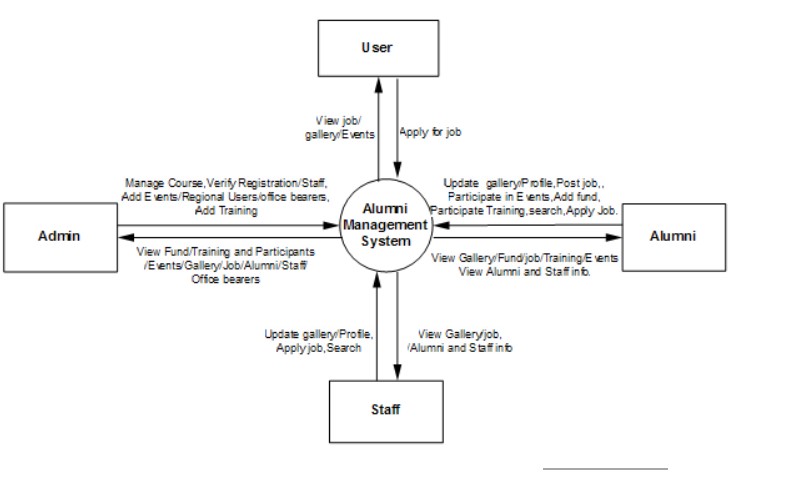 User
View job/
gallery/Events
Apply for job
Manage Course,Verify Registration/Staff,
Add Events/Regional Users/office bearers,
Add Training
Update gallery/Profile,Post job,,
Participate in Events,Add fund,
Participate Training,search,Apply Job.
Admin
Alumni
Management
System
Alumni
View Fund/Training and Participants
/Events/Gallery/Job/Alumni/Staff
Office bearers
View Gallery/Fund/job/Training/Events
View Alumni and Staff info.
Update gallery/Profile,
Apply job,Search
View Gallery/job,
/Alumni and Staff info
Staff